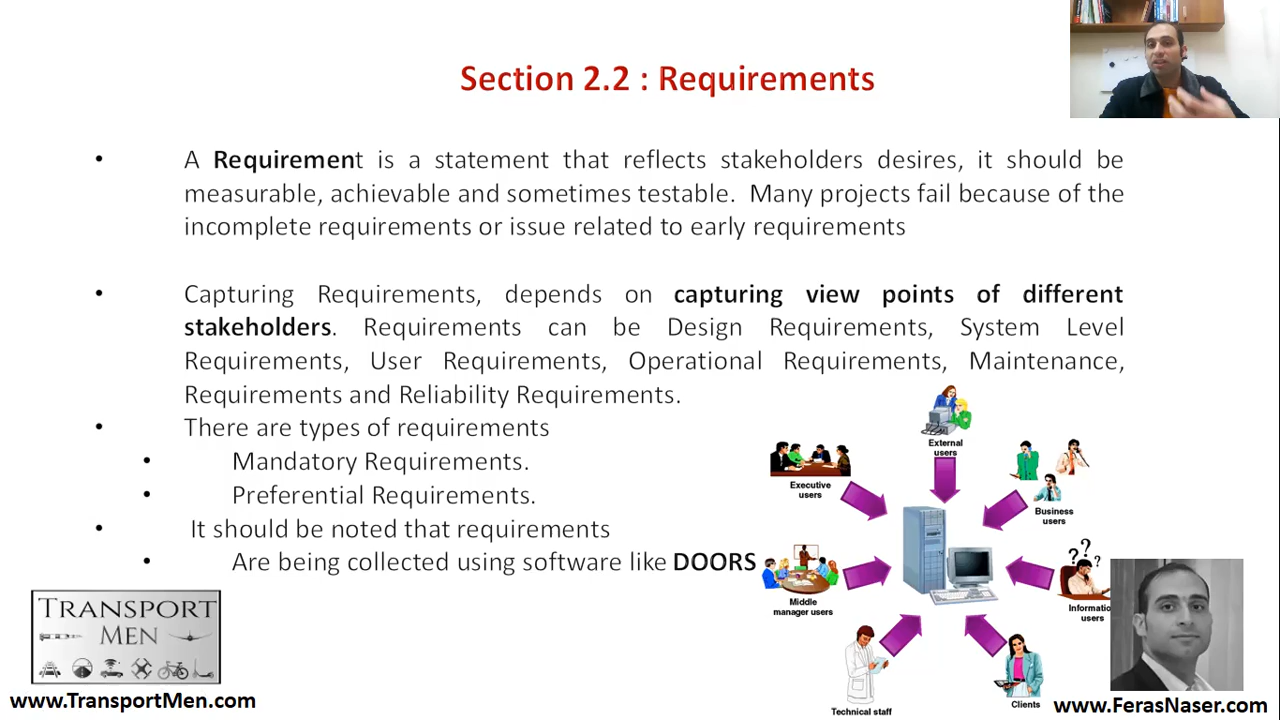 Section 2.2 : Requirements
• A Requirement is a statement that reflects stakeholders desires, it should be
measurable, achievable and sometimes testable. Many projects fail because of the
incomplete requirements or issue related to early requirements
• Capturing Requirements, depends on capturing view points of different
stakeholders. Requirements can be Design Requirements, System Level
Requirements, User Requirements, Operational Requirements, Maintenance,
Requirements and Reliability Requirements.
• There are types of requirements
• Mandatory Requirements.
• Preferential Requirements.
• It should be noted that requirements
• Are being collected using software like DOORS
External
users
Executive
users
Business
users
Middle
manager users
Informatio
users
Technical staff
Clients
???
TRANSPORT
MEN
www.TransportMen.com
www.FerasNaser.com